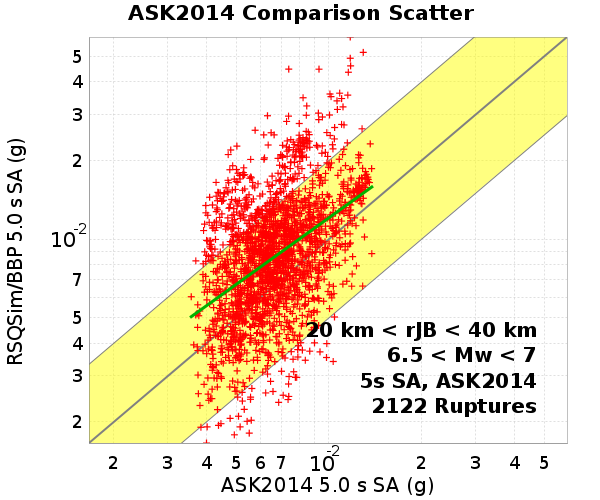 ASK2014 Comparison Scatter
RSQSim/BBP 5.0 s SA (g)
5
4
3
2
10-2
7
5
4
3
2
20 km < rJB < 40 km
6.5 < Mw < 7
5s SA, ASK2014
2122 Ruptures
2 3 4 5 6 7 10-2 2 3 4 5
ASK2014 5.0 s SA (g)